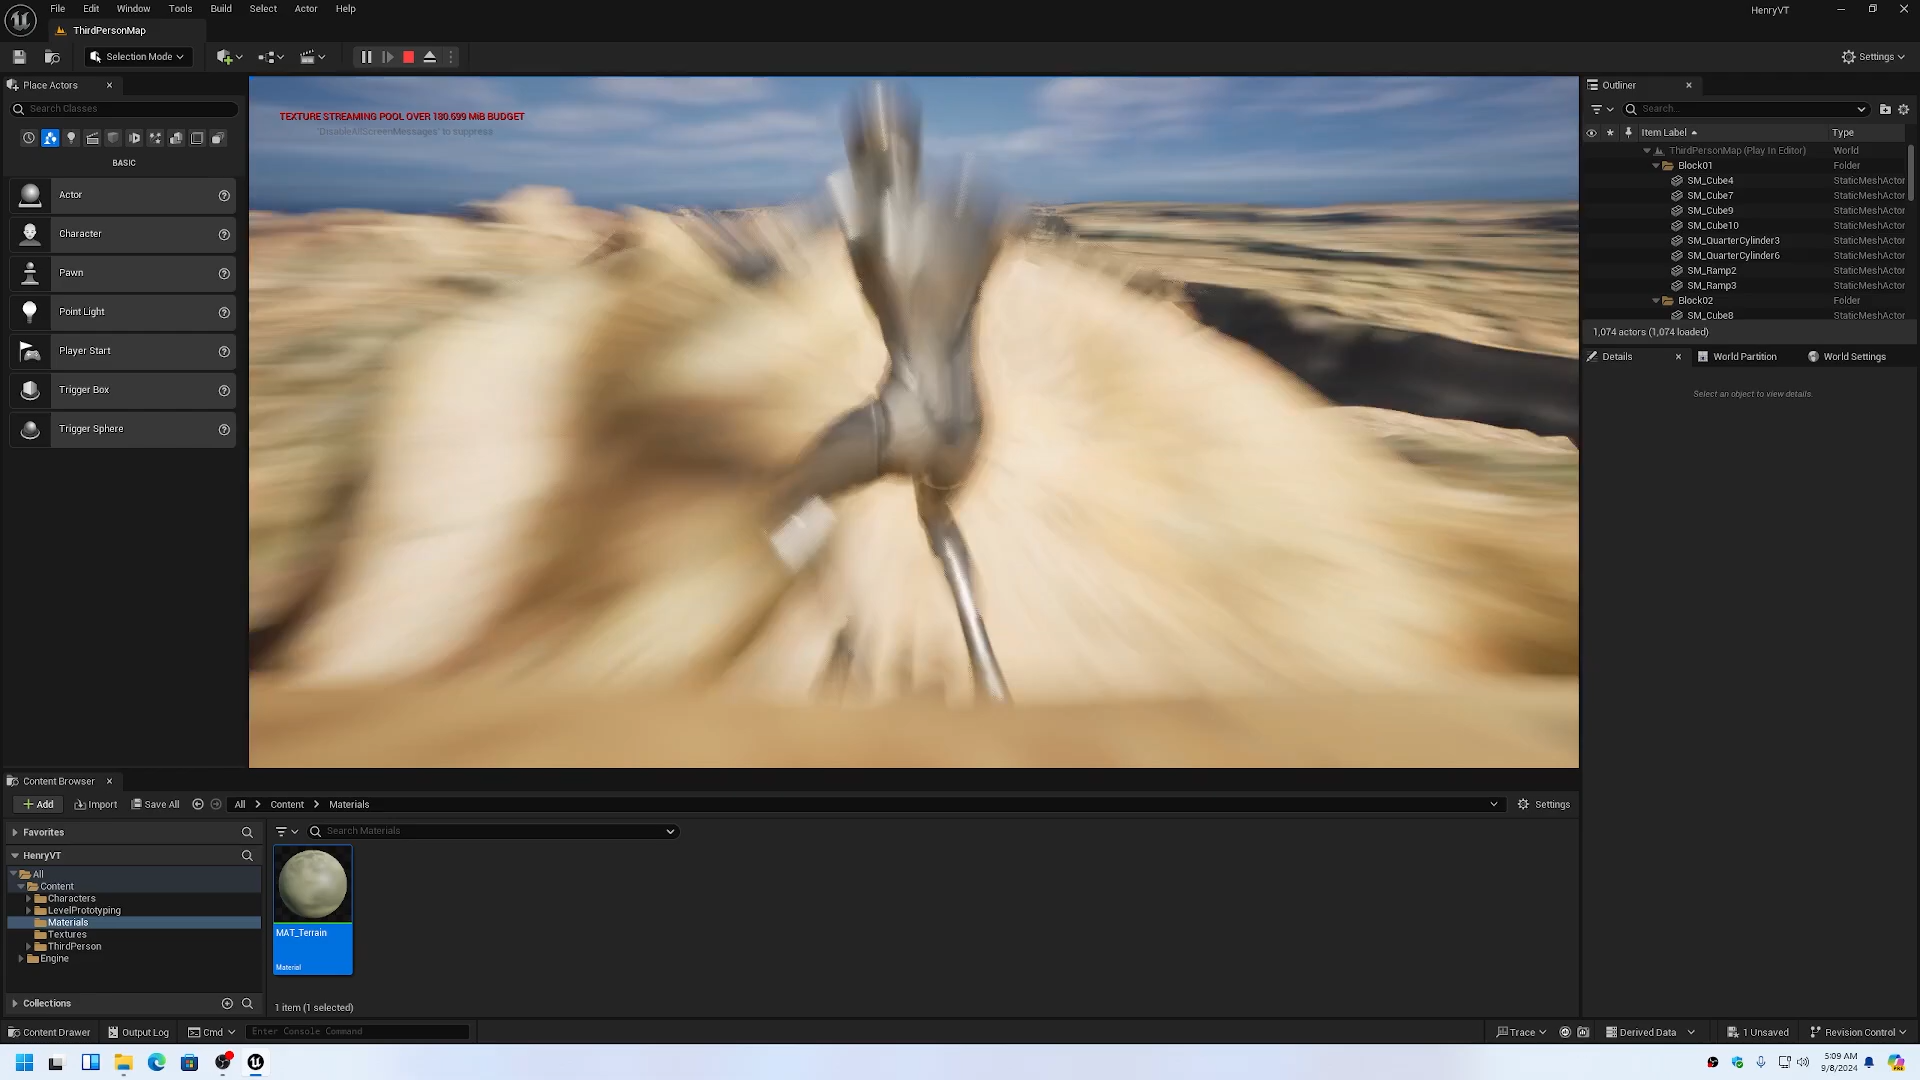 File Edit Window Tools Build Select Actor Help
HenryVT
ThirdPersonMap
Selection Mode
Settings
Place Actors
Search Classes
BASIC
Actor
Character
Pawn
Point Light
Player Start
Trigger Box
Trigger Sphere
TEXTURE STREAMING POOL OVER 180.699 MiB BUDGET
'DisableAllScreenMessages' to suppress
Outliner
Search...
Item Label Type
ThirdPersonMap (Play In Editor) World
Block01 Folder
SM_Cube4 StaticMeshActor
SM_Cube7 StaticMeshActor
SM_Cube9 StaticMeshActor
SM_Cube10 StaticMeshActor
SM_QuarterCylinder3 StaticMeshActor
SM_QuarterCylinder6 StaticMeshActor
SM_Ramp2 StaticMeshActor
SM_Ramp3 StaticMeshActor
Block02 Folder
SM_Cube8 StaticMeshActor
1,074 actors (1,074 loaded)
Details World Partition World Settings
Select an object to view details.
Content Browser
Add Import Save All All Content Materials Settings
Favorites
Search Materials
HenryVT
All
Content
Characters
LevelPrototyping
Materials
Textures
ThirdPerson
Engine
Collections
MAT_Terrain
Material
1 item (1 selected)
Content Drawer Output Log Cmd Enter Console Command Trace Derived Data 1 Unsaved Revision Control
5:09 AM
9/8/2024